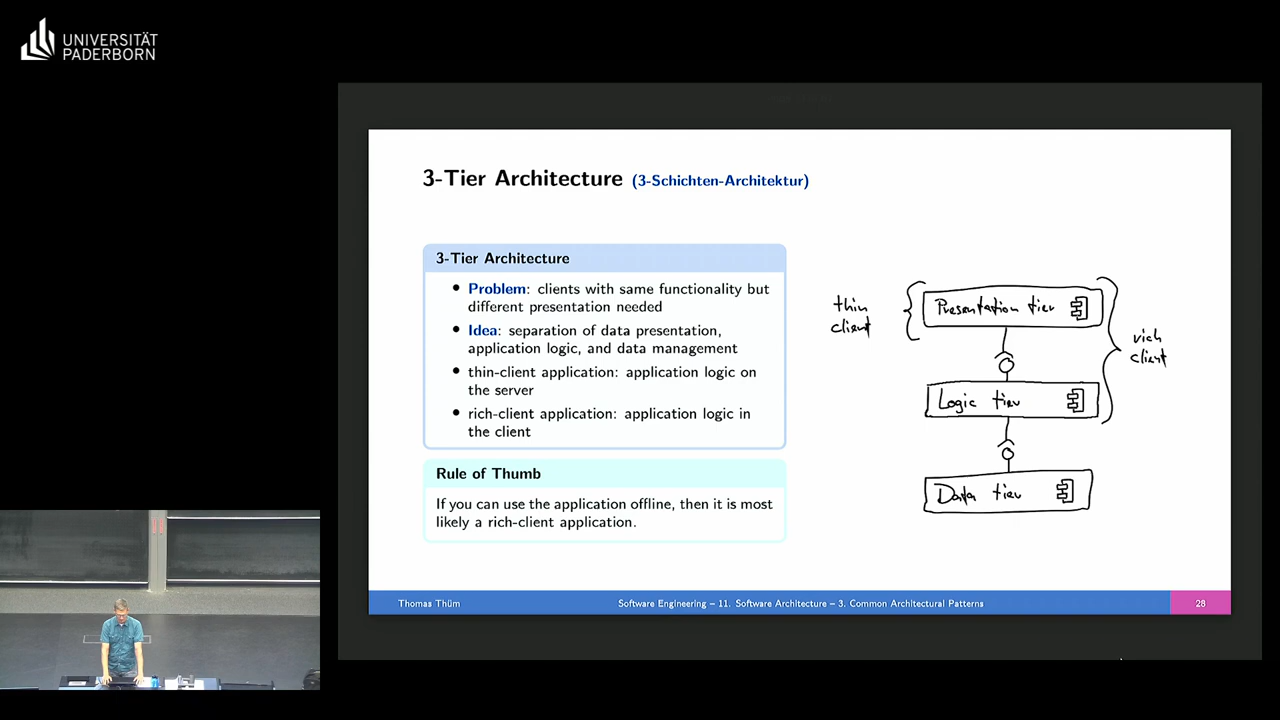 UNIVERSITÄT
PADERBORN
3-Tier Architecture (3-Schichten-Architektur)
3-Tier Architecture
• Problem: clients with same functionality but
different presentation needed
• Idea: separation of data presentation,
application logic, and data management
• thin-client application: application logic on
the server
• rich-client application: application logic in
the client
Rule of Thumb
If you can use the application offline, then it is most
likely a rich-client application.
thin
client
Presentation tier
rich
client
Logic tier
Data tier
Thomas Thüm
Software Engineering – 11. Software Architecture – 3. Common Architectural Patterns
28